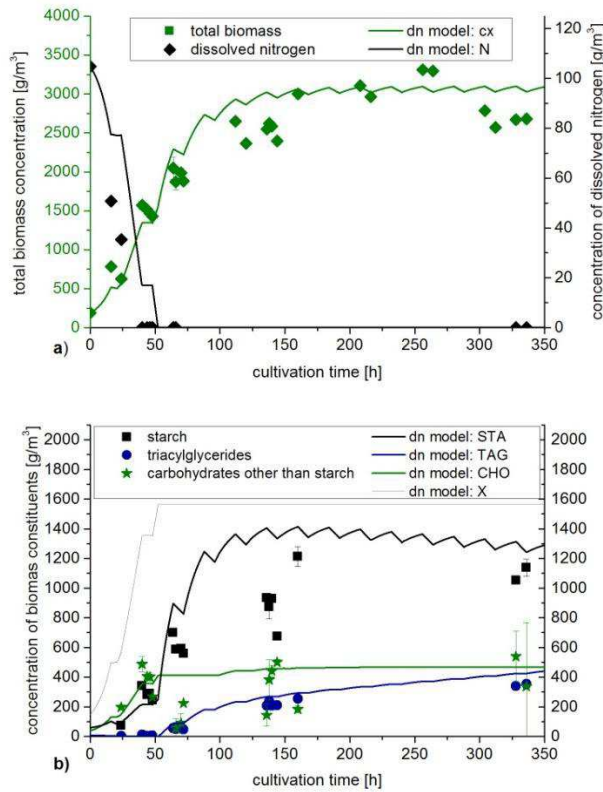 total biomass
dissolved nitrogen
dn model: cx
dn model: N
4000
3500
3000
2500
2000
1500
1000
500
0
120
100
80
60
40
20
0
total biomass concentration [g/m³]
concentration of dissolved nitrogen [g/m³]
0 50 100 150 200 250 300 350
cultivation time [h]
a)
starch
triacylglycerides
carbohydrates other than starch
dn model: STA
dn model: TAG
dn model: CHO
dn model: X
2000
1800
1600
1400
1200
1000
800
600
400
200
0
2000
1800
1600
1400
1200
1000
800
600
400
200
0
concentration of biomas constituents [g/m³]
0 50 100 150 200 250 300 350
cultivation time [h]
b)